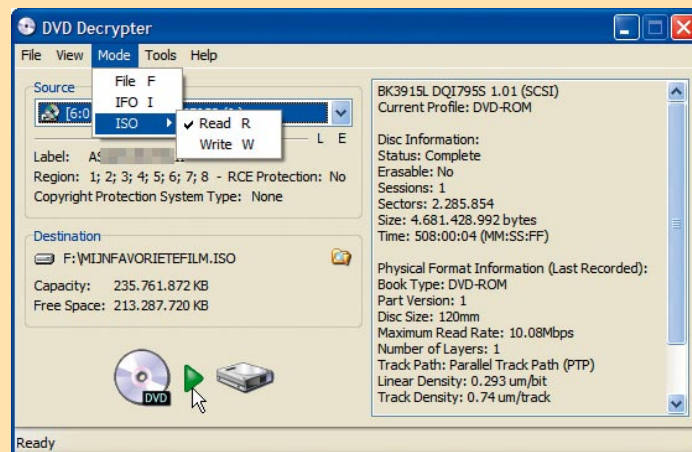 DVD Decrypter
File View Mode Tools Help
File F
IFO I
ISO
Read R
Write W
Source
[6:0
L E
Label:
Region: 1; 2; 3; 4; 5; 6; 7; 8 - RCE Protection: No
Copyright Protection System Type: None
Destination
F:\MIJNFAVORIETEFILM.ISO
Capacity: 235.761.872 KB
Free Space: 213.287.720 KB
DVD
Ready
BK3915L DQI795S 1.01 (SCSI)
Current Profile: DVD-ROM
Disc Information:
Status: Complete
Erasable: No
Sessions: 1
Sectors: 2.285.854
Size: 4.681.428.992 bytes
Time: 508:00:04 (MM:SS:FF)
Physical Format Information (Last Recorded):
Book Type: DVD-ROM
Part Version: 1
Disc Size: 120mm
Maximum Read Rate: 10.08Mbps
Number of Layers: 1
Track Path: Parallel Track Path (PTP)
Linear Density: 0.293 um/bit
Track Density: 0.74 um/track